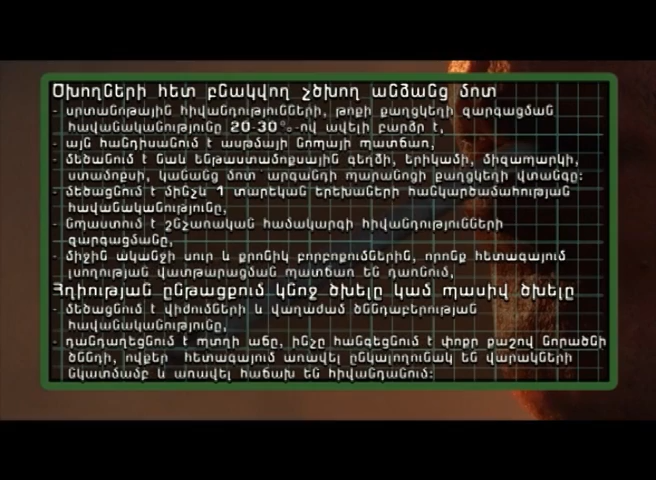 Ծխողների հետ բնակվող չծխող անձանց մոտ
- սրտանոթային հիվանդությունների, թոքի քաղցկեղի զարգացման
հավանականությունը 20-30%-ով ավելի բարձր է,
- այն հանդիսանում է ասթմայի նոպայի պատճառ,
- մեծանում է նաև ենթաստամոքսային գեղձի, երիկամի, միզապարկի,
ստամոքսի, կանանց մոտ՝ արգանդի պարանոցի քաղցկեղի վտանգը:
- մեծացնում է մինչև 1 տարեկան երեխաների հանկարծամահության
հավանականությունը,
- նպաստում է շնչառական համակարգի հիվանդությունների
զարգացմանը,
- միջին ականջի սուր և քրոնիկ բորբոքումներին, որոնք հետագայում
լսողության վատթարացման պատճառ են դառնում,
Հղիության ընթացքում կնոջ ծխելը կամ պասիվ ծխելը
- մեծացնում է վիժումների և վաղաժամ ծննդաբերության
հավանականությունը,
- դանդաղեցնում է պտղի աճը, ինչը հանգեցնում է փոքր քաշով նորածնի
ծննդի, ովքեր հետագայում առավել ընկալողունակ են վարակների
նկատմամբ և առավել հաճախ են հիվանդանում: